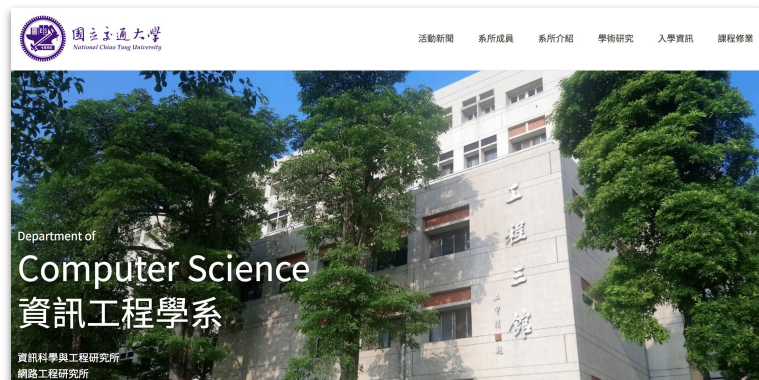 國立交通大學
National Chiao Tung University
活動新聞 系所成員 系所介紹 學術研究 入學資訊 課程修業
工程三館
Department of
Computer Science
資訊工程學系
資訊科學與工程研究所
網路工程研究所